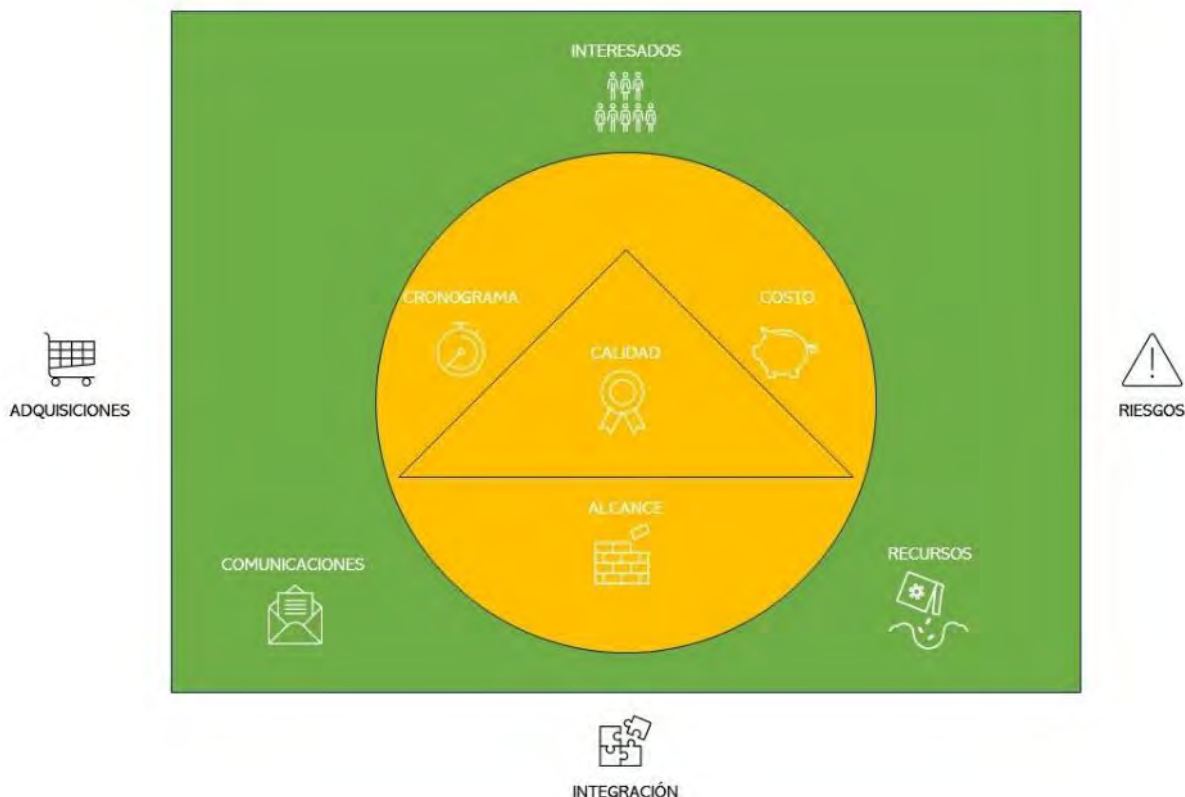 INTERESADOS
CRONOGRAMA
COSTO
CALIDAD
ADQUISICIONES
RIESGOS
ALCANCE
COMUNICACIONES
RECURSOS
INTEGRACIÓN